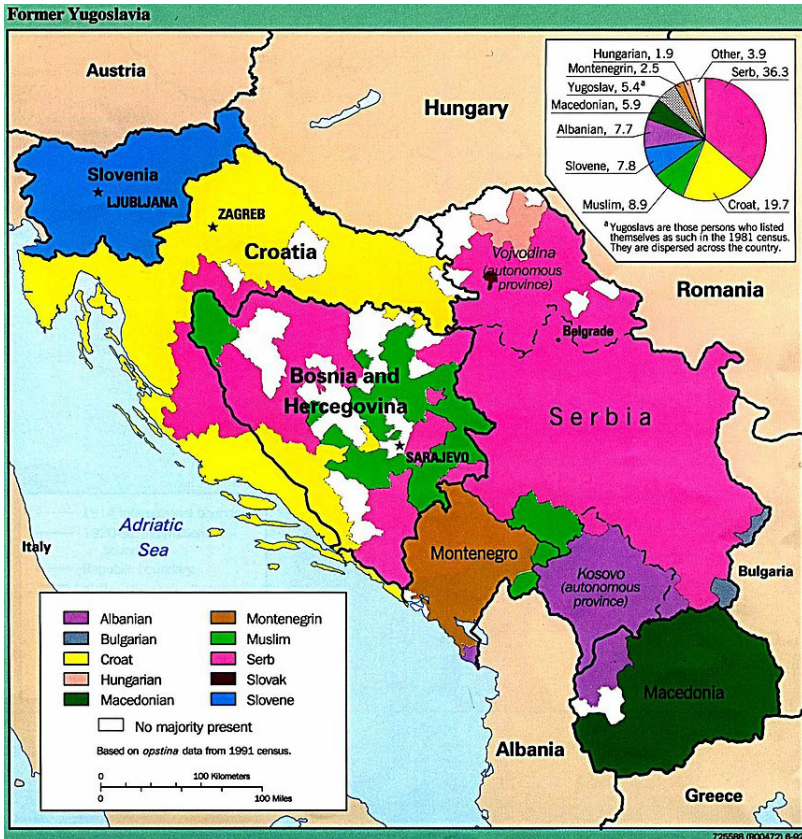 Former Yugoslavia
Austria
Hungary
Hungarian, 1.9
Other, 3.9
Montenegrin, 2.5
Serb, 36.3
Yugoslav, 5.4ª
Macedonian, 5.9
Albanian, 7.7
Slovene, 7.8
Muslim, 8.9
Croat, 19.7
ª Yugoslavs are those persons who listed
themselves as such in the 1981 census.
They are dispersed across the country.
Slovenia
LJUBLJANA
ZAGREB
Croatia
Vojvodina
(autonomous
province)
Romania
Belgrade
Bosnia and
Hercegovina
Serbia
SARAJEVO
Adriatic
Sea
Italy
Montenegro
Kosovo
(autonomous
province)
Bulgaria
Macedonia
Albania
Greece
Albanian
Bulgarian
Croat
Hungarian
Macedonian
Montenegrin
Muslim
Serb
Slovak
Slovene
No majority present
Based on opstina data from 1991 census.
0 100 Kilometers
0 100 Miles
725588 (R00472) 6-92